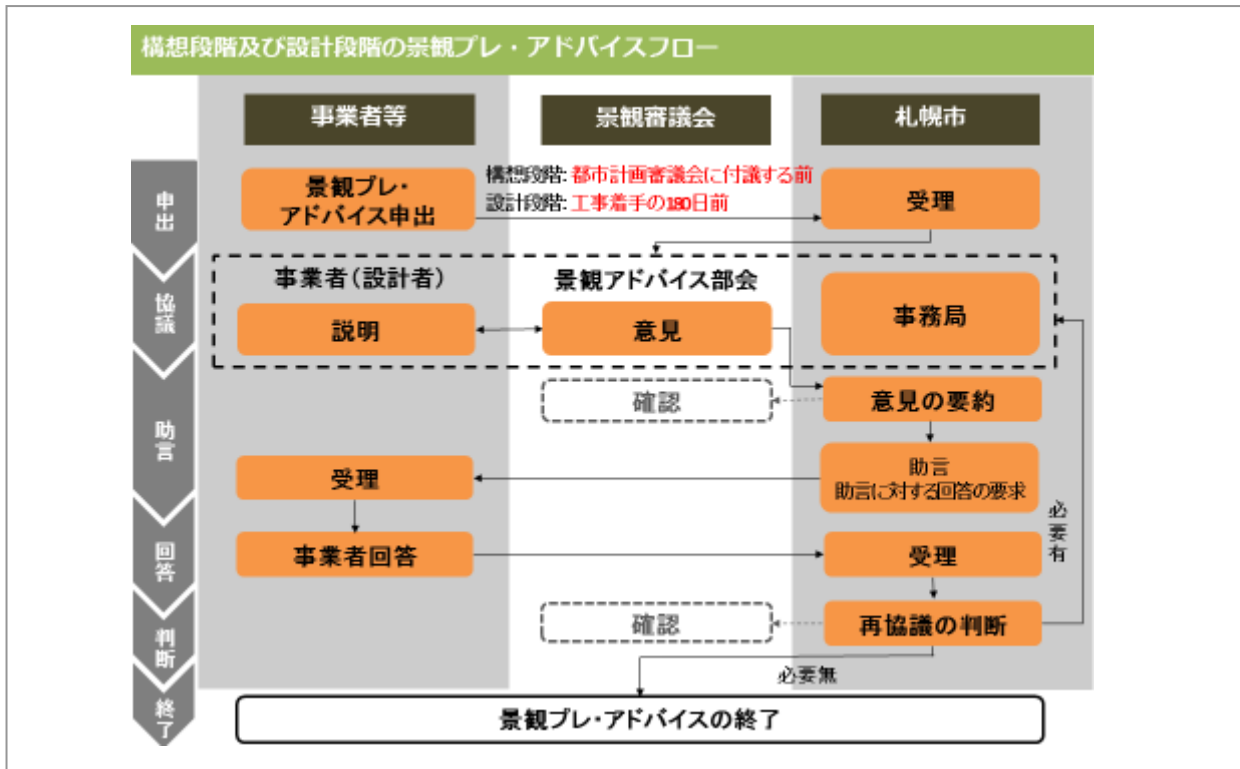 構想段階及び設計段階の景観プレ・アドバイスフロー
事業者等
景観審議会
札幌市
申出
景観プレ・
アドバイス申出
構想段階: 都市計画審議会に付議する前
設計段階: 工事着手の180日前
受理
協議
事業者(設計者)
景観アドバイス部会
説明
意見
事務局
助言
確認
意見の要約
受理
助言
助言に対する回答の要求
必要有
回答
事業者回答
受理
判断
確認
再協議の判断
必要無
終了
景観プレ・アドバイスの終了